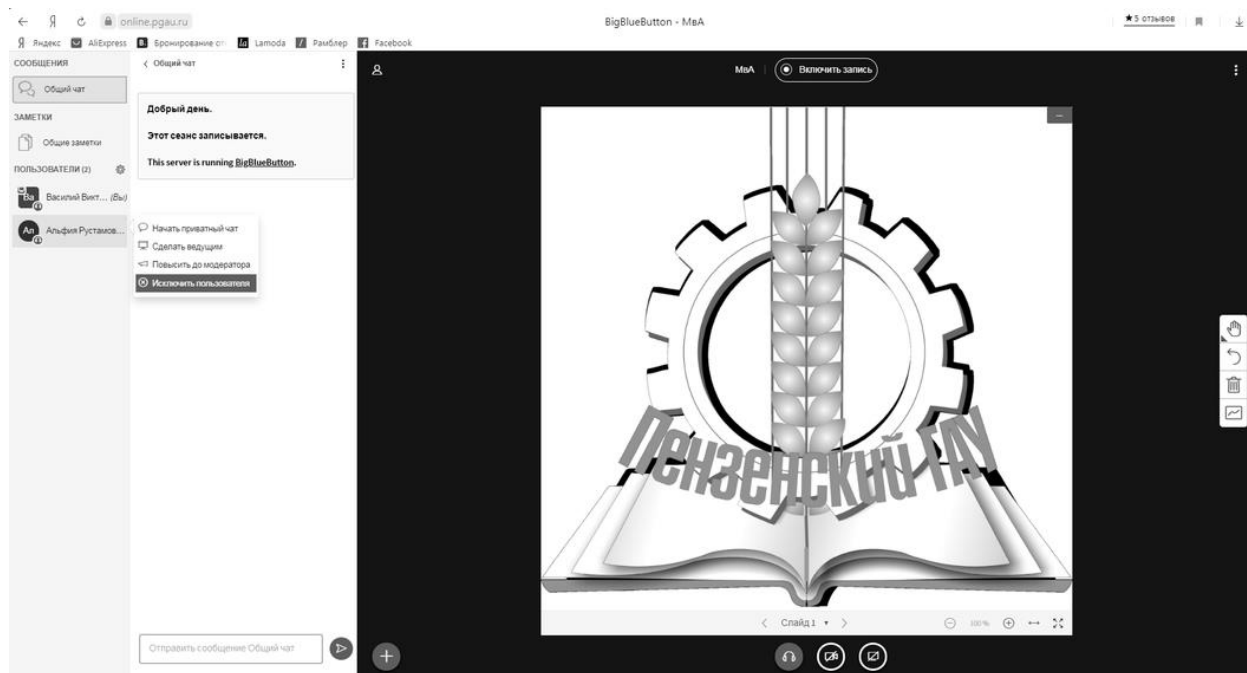 online.pgau.ru
BigBlueButton - МвА
★5 отзывов
Яндекс
AliExpress
Бронирование от
Lamoda
Рамблер
Facebook
СООБЩЕНИЯ
Общий чат
ЗАМЕТКИ
Общие заметки
ПОЛЬЗОВАТЕЛИ (2)
Ва
Василий Викт... (Вы)
Ал
Альфия Рустамов...
Общий чат
Добрый день.
Этот сеанс записывается.
This server is running BigBlueButton.
Начать приватный чат
Сделать ведущим
Повысить до модератора
Исключить пользователя
Отправить сообщение Общий чат
МвА
Включить запись
Пензенский ГАУ
Слайд 1
100%